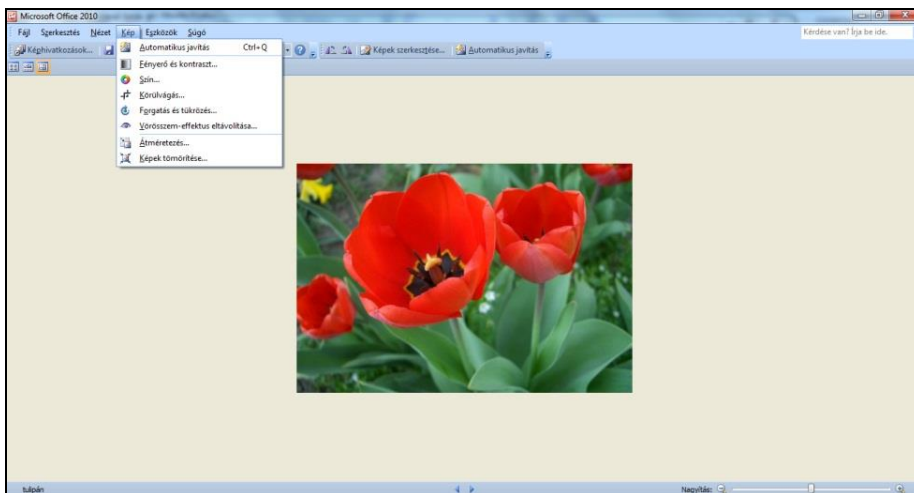 Microsoft Office 2010
Fájl Szerkesztés Nézet Kép Eszközök Súgó
Kérdése van? Írja be ide.
Képhivatkozások...
Képek szerkesztése... Automatikus javítás
Automatikus javítás Ctrl+Q
Fényerő és kontraszt...
Szín...
Körülvágás...
Forgatás és tükrözés...
Vörösszem-effektus eltávolítása...
Átméretezés...
Képek tömörítése...
tulipán
Nagyítás: